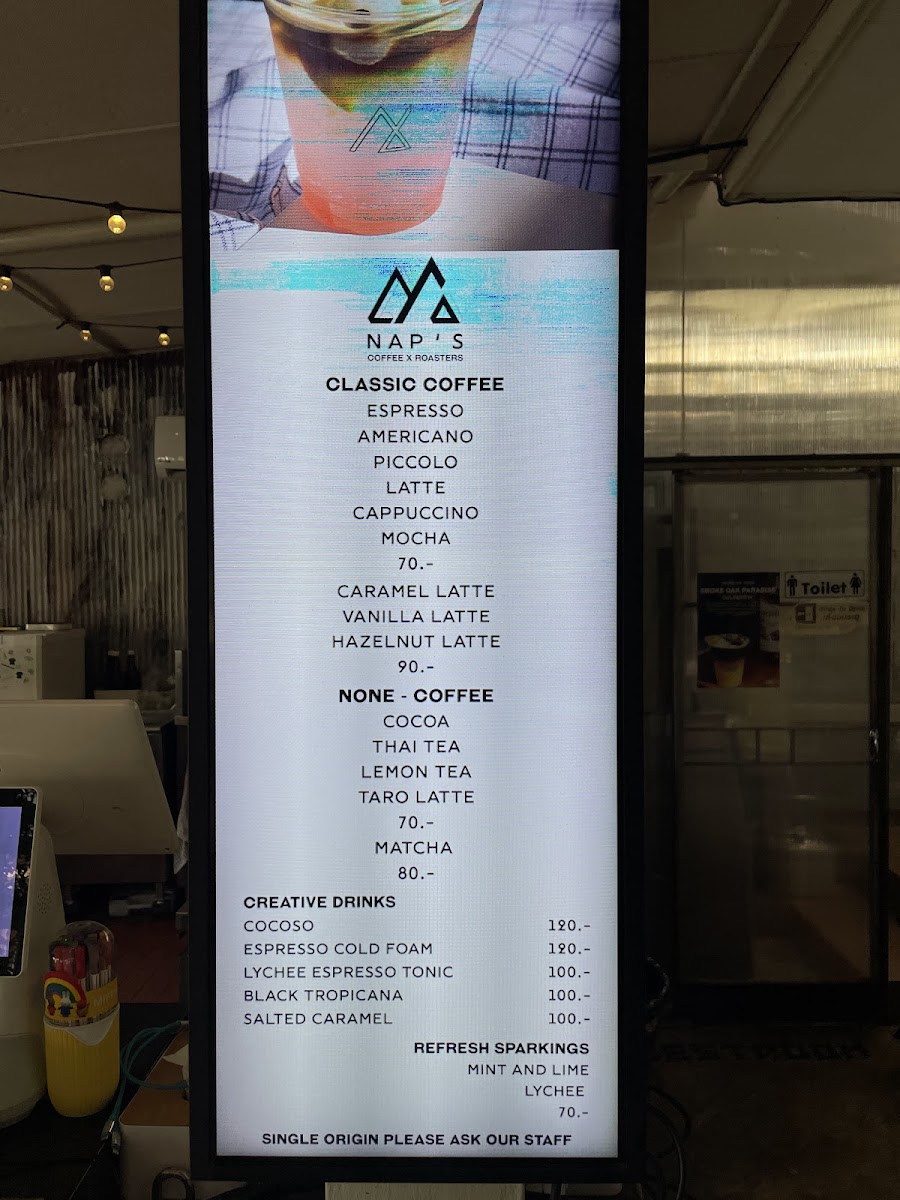 NAP'S
COFFEE X ROASTERS
CLASSIC COFFEE
ESPRESSO
AMERICANO
PICCOLO
LATTE
CAPPUCCINO
MOCHA
70.-
CARAMEL LATTE
VANILLA LATTE
HAZELNUT LATTE
90.-
NONE - COFFEE
COCOA
THAI TEA
LEMON TEA
TARO LATTE
70.-
MATCHA
80.-
CREATIVE DRINKS
COCOSO 120.-
ESPRESSO COLD FOAM 120.-
LYCHEE ESPRESSO TONIC 100.-
BLACK TROPICANA 100.-
SALTED CARAMEL 100.-
REFRESH SPARKINGS
MINT AND LIME
LYCHEE
70.-
SINGLE ORIGIN PLEASE ASK OUR STAFF
Toilet